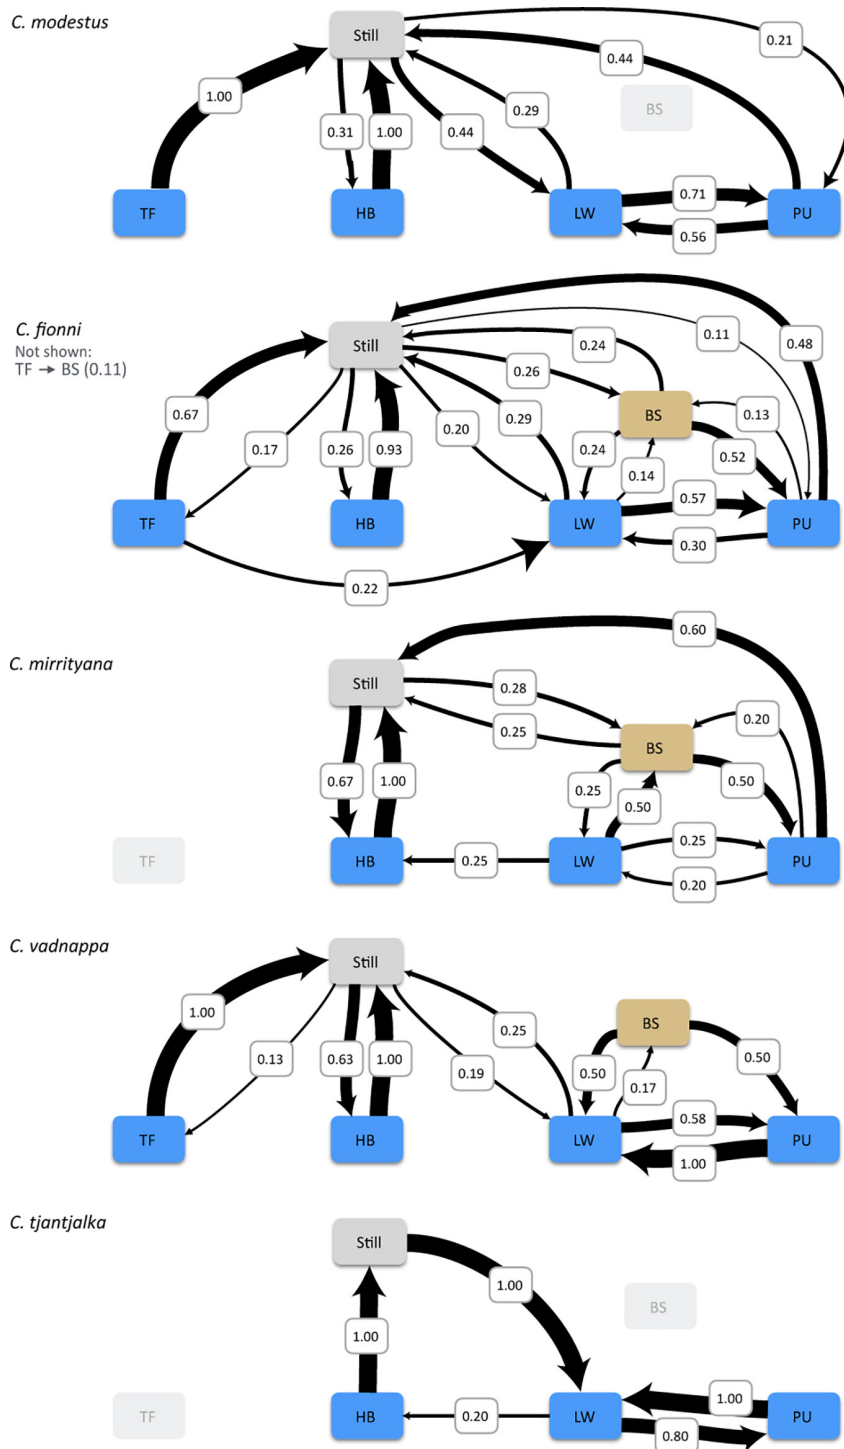 C. modestus
Still
0.21
0.44
1.00
BS
0.29
0.31
1.00
0.44
TF
HB
LW
0.71
PU
0.56
C. fionni
Not shown:
TF → BS (0.11)
Still
0.11
0.48
0.24
0.26
0.67
BS
0.13
0.17
0.26
0.93
0.20
0.29
0.24
0.14
0.52
TF
HB
LW
0.57
PU
0.30
0.22
C. mirrityana
0.60
Still
0.28
0.25
0.20
BS
0.67
1.00
0.25
0.50
0.50
TF
HB
0.25
LW
0.25
PU
0.20
C. vadnappa
Still
1.00
BS
0.25
0.13
0.63
1.00
0.19
0.50
0.17
0.50
TF
HB
LW
0.58
PU
1.00
C. tjantjalka
Still
1.00
BS
1.00
TF
HB
0.20
LW
1.00
PU
0.80